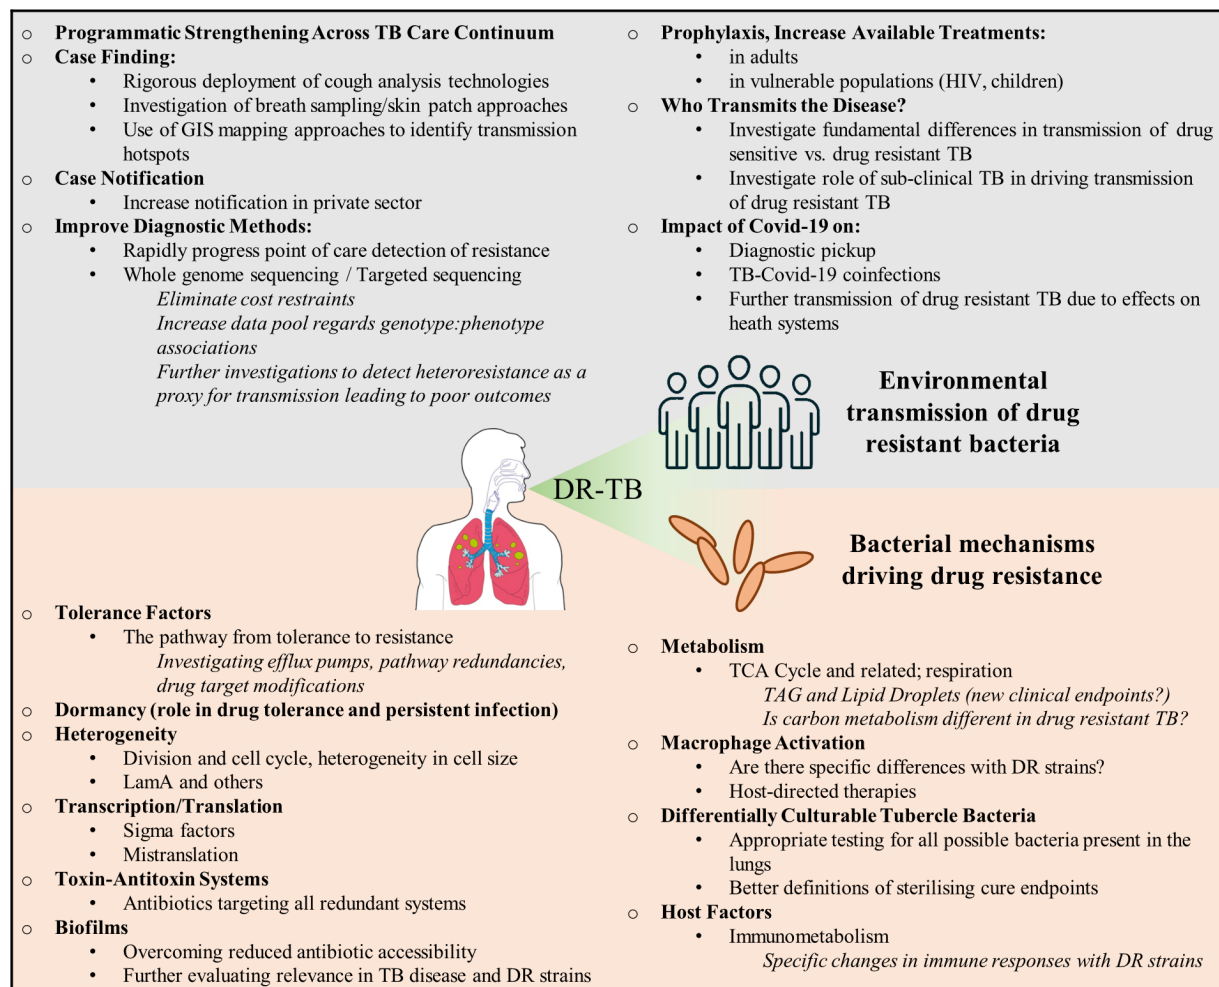 ○ Programmatic Strengthening Across TB Care Continuum
○ Case Finding:
• Rigorous deployment of cough analysis technologies
• Investigation of breath sampling/skin patch approaches
• Use of GIS mapping approaches to identify transmission
hotspots
○ Case Notification
• Increase notification in private sector
○ Improve Diagnostic Methods:
• Rapidly progress point of care detection of resistance
• Whole genome sequencing / Targeted sequencing
Eliminate cost restraints
Increase data pool regards genotype:phenotype
associations
Further investigations to detect heteroresistance as a
proxy for transmission leading to poor outcomes
○ Prophylaxis, Increase Available Treatments:
• in adults
• in vulnerable populations (HIV, children)
○ Who Transmits the Disease?
• Investigate fundamental differences in transmission of drug
sensitive vs. drug resistant TB
• Investigate role of sub-clinical TB in driving transmission
of drug resistant TB
○ Impact of Covid-19 on:
• Diagnostic pickup
• TB-Covid-19 coinfections
• Further transmission of drug resistant TB due to effects on
heath systems
Environmental
transmission of drug
resistant bacteria
DR-TB
Bacterial mechanisms
driving drug resistance
○ Tolerance Factors
• The pathway from tolerance to resistance
Investigating efflux pumps, pathway redundancies,
drug target modifications
○ Dormancy (role in drug tolerance and persistent infection)
○ Heterogeneity
• Division and cell cycle, heterogeneity in cell size
• LamA and others
○ Transcription/Translation
• Sigma factors
• Mistranslation
○ Toxin-Antitoxin Systems
• Antibiotics targeting all redundant systems
○ Biofilms
• Overcoming reduced antibiotic accessibility
• Further evaluating relevance in TB disease and DR strains
○ Metabolism
• TCA Cycle and related; respiration
TAG and Lipid Droplets (new clinical endpoints?)
Is carbon metabolism different in drug resistant TB?
○ Macrophage Activation
• Are there specific differences with DR strains?
• Host-directed therapies
○ Differentially Culturable Tubercle Bacteria
• Appropriate testing for all possible bacteria present in the
lungs
• Better definitions of sterilising cure endpoints
○ Host Factors
• Immunometabolism
Specific changes in immune responses with DR strains